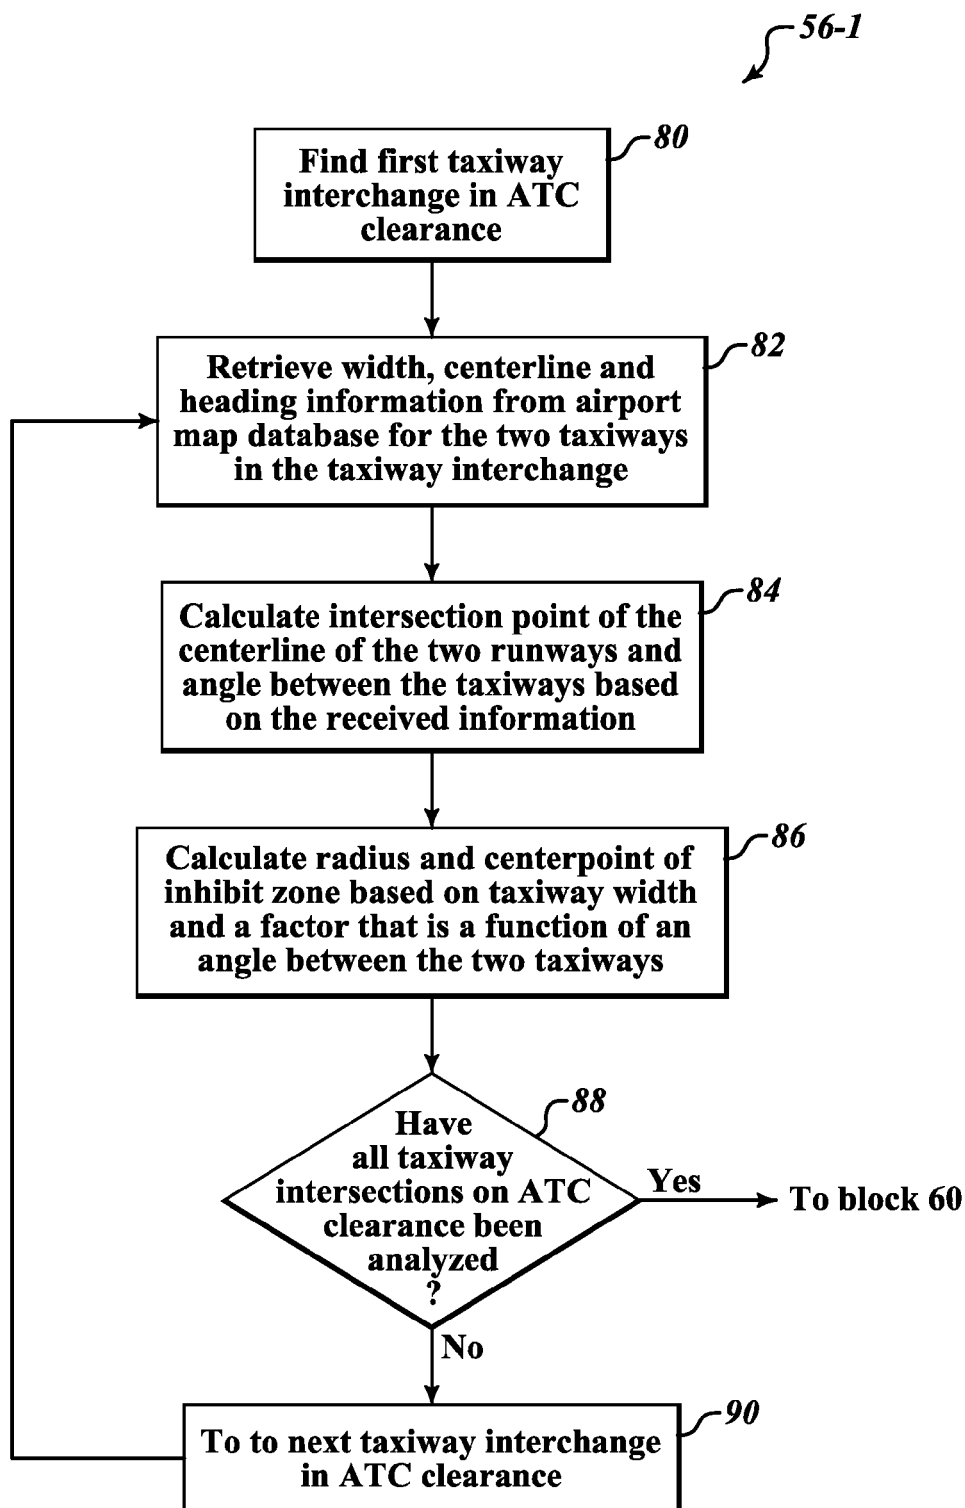 56-1
80
Find first taxiway
interchange in ATC
clearance
82
Retrieve width, centerline and
heading information from airport
map database for the two taxiways
in the taxiway interchange
84
Calculate intersection point of the
centerline of the two runways and
angle between the taxiways based
on the received information
86
Calculate radius and centerpoint of
inhibit zone based on taxiway width
and a factor that is a function of an
angle between the two taxiways
88
Have
all taxiway
intersections on ATC
clearance been
analyzed
?
Yes
To block 60
No
90
To to next taxiway interchange
in ATC clearance